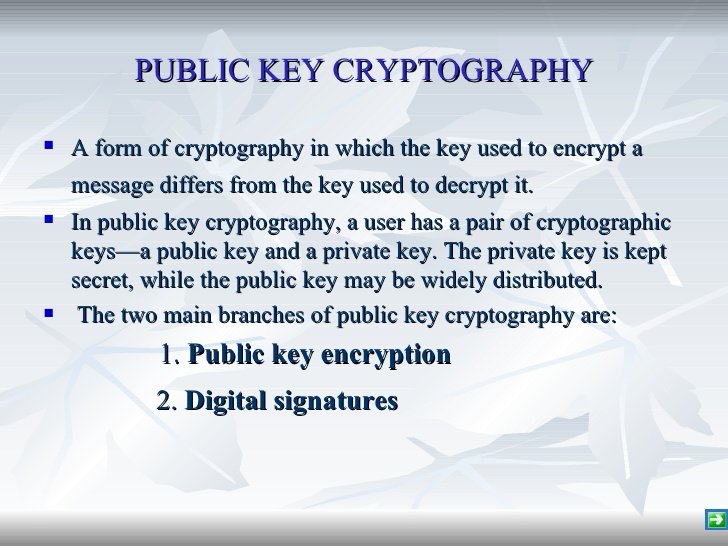 PUBLIC KEY CRYPTOGRAPHY
▪ A form of cryptography in which the key used to encrypt a
message differs from the key used to decrypt it.
▪ In public key cryptography, a user has a pair of cryptographic
keys—a public key and a private key. The private key is kept
secret, while the public key may be widely distributed.
▪ The two main branches of public key cryptography are:
1. Public key encryption
2. Digital signatures